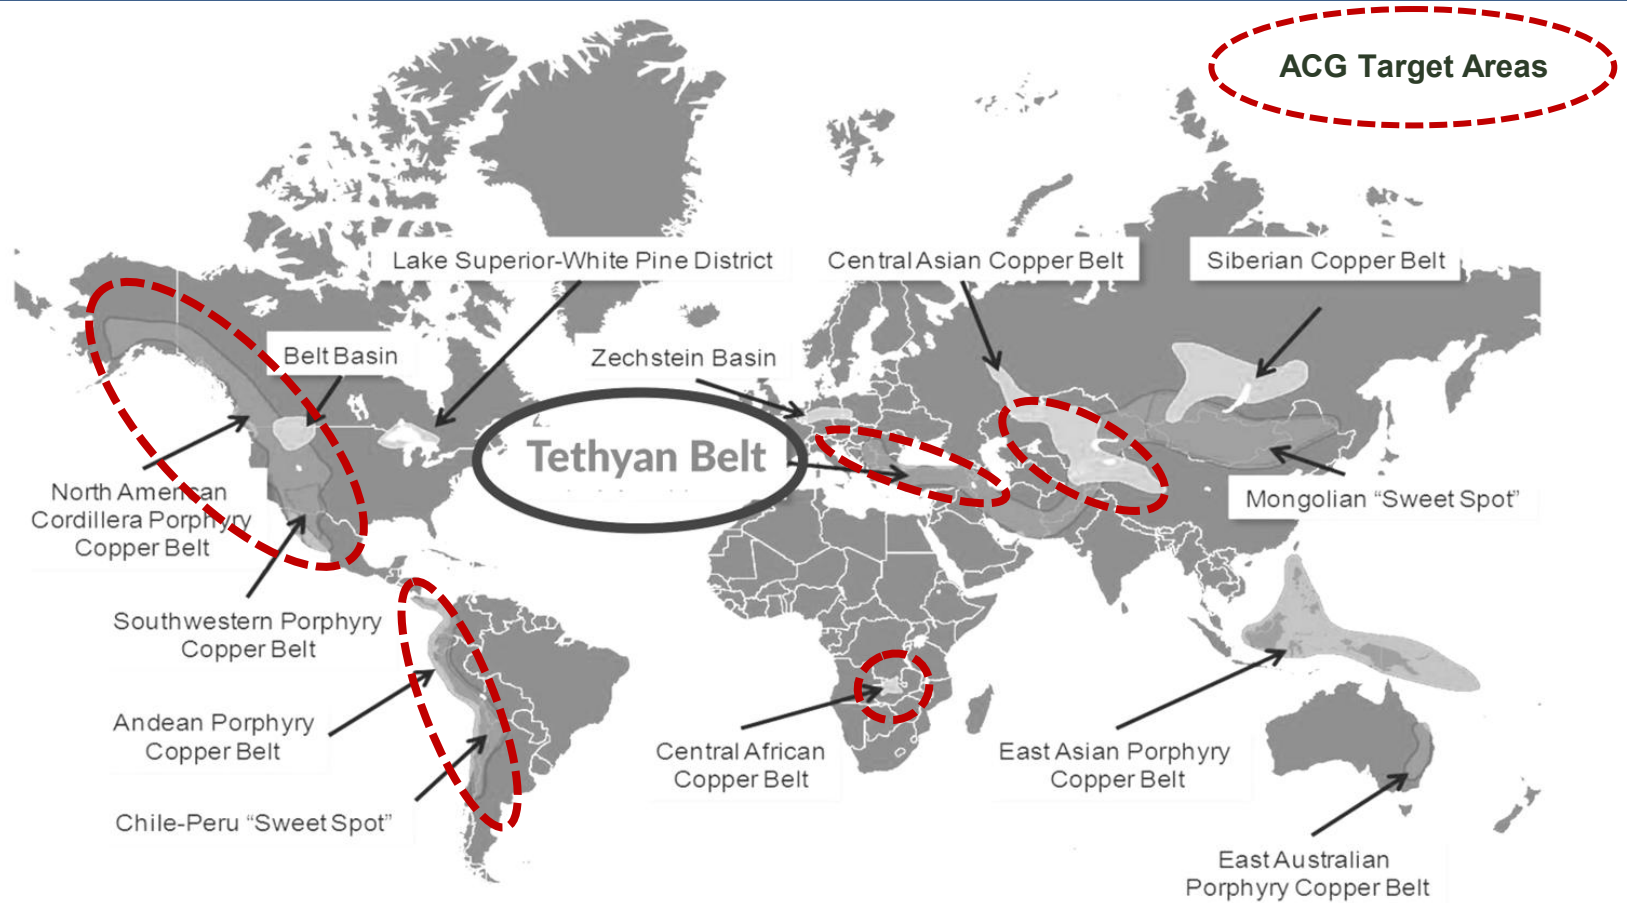 ACG Target Areas
Lake Superior-White Pine District
Central Asian Copper Belt
Siberian Copper Belt
Belt Basin
Zechstein Basin
Tethyan Belt
North American
Cordillera Porphyry
Copper Belt
Mongolian “Sweet Spot”
Southwestern Porphyry
Copper Belt
Andean Porphyry
Copper Belt
Central African
Copper Belt
East Asian Porphyry
Copper Belt
Chile-Peru “Sweet Spot”
East Australian
Porphyry Copper Belt